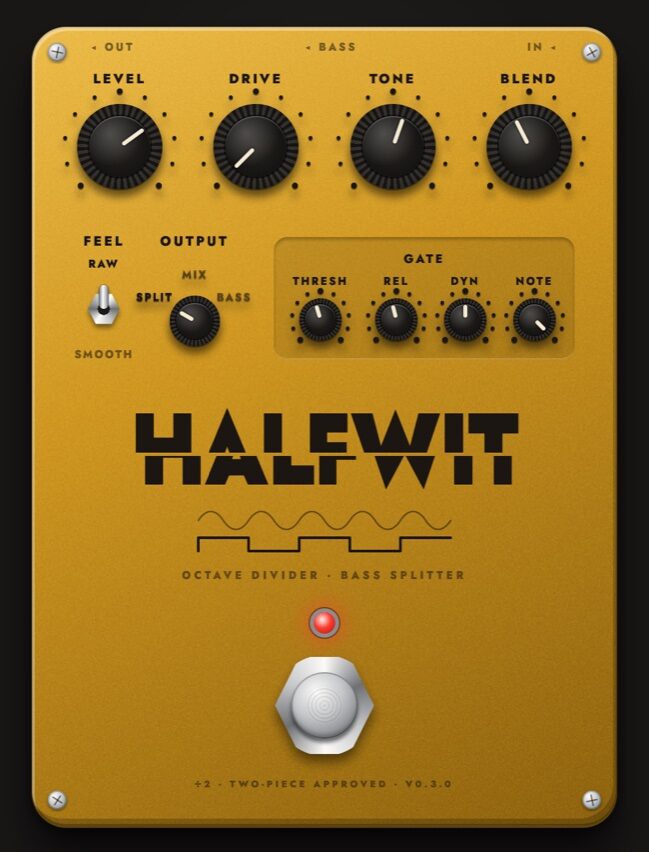 ◂ OUT ◂ BASS IN ◂
LEVEL DRIVE TONE BLEND
FEEL OUTPUT
RAW
GATE
MIX
THRESH REL DYN NOTE
SPLIT BASS
SMOOTH
HALFWIT
OCTAVE DIVIDER · BASS SPLITTER
÷2 · TWO-PIECE APPROVED · V0.3.0